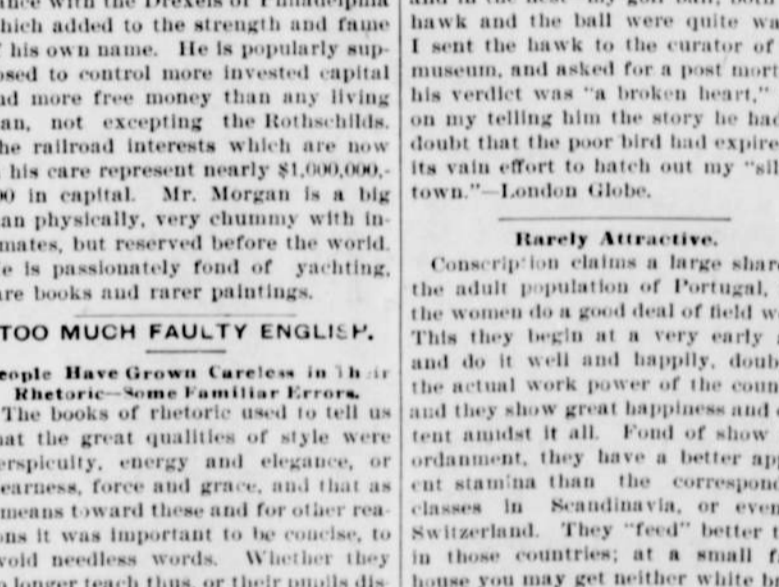 ance with the Drexels of Philadelphia
hich added to the strength and fame
his own name. He is popularly sup-
osed to control more invested capital
nd more free money than any living
an, not excepting the Rothschilds.
he railroad interests which are now
his care represent nearly $1,000,000,-
00 in capital. Mr. Morgan is a big
an physically, very chummy with in-
mates, but reserved before the world.
e is passionately fond of yachting,
are books and rarer paintings.
TOO MUCH FAULTY ENGLISH.
eople Have Grown Careless in Their
Rhetoric—Some Familiar Errors.
The books of rhetoric used to tell us
hat the great qualities of style were
erspicuity, energy and elegance, or
earness, force and grace, and that as
means toward these and for other rea-
ons it was important to be concise, to
void needless words. Whether they
longer teach thus, or their pupils dis-
hawk and the ball were quite wa
I sent the hawk to the curator of
museum, and asked for a post mort
his verdict was "a broken heart,"
on my telling him the story he had
doubt that the poor bird had expire
its vain effort to hatch out my "sil
town."—London Globe.
Rarely Attractive.
Conscription claims a large shar
the adult population of Portugal,
the women do a good deal of field w
This they begin at a very early
and do it well and happily, doub
the actual work power of the coun
and they show great happiness and
tent amidst it all. Fond of show
ordanment, they have a better app
ent stamina than the correspond
classes in Scandinavia, or even
Switzerland. They "feed" better
in those countries; at a small f
house you may get neither white b